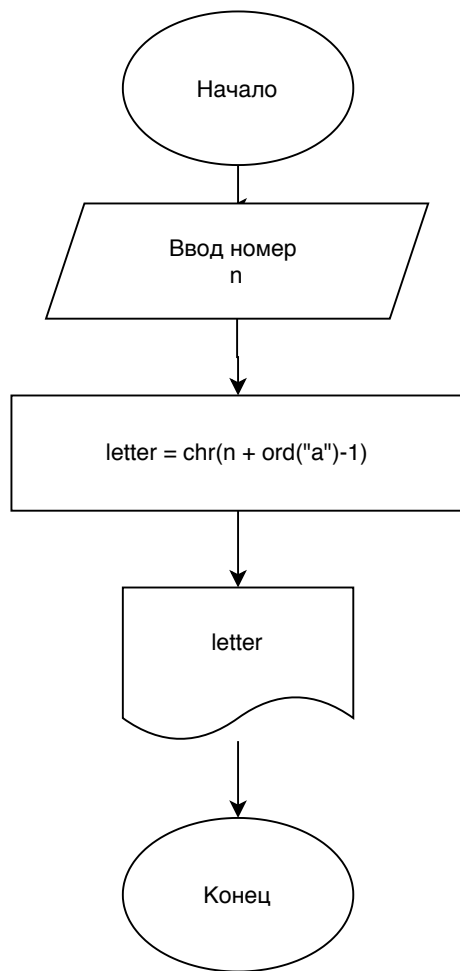 Начало
Ввод номер
n
letter = chr(n + ord("a")-1)
letter
Конец